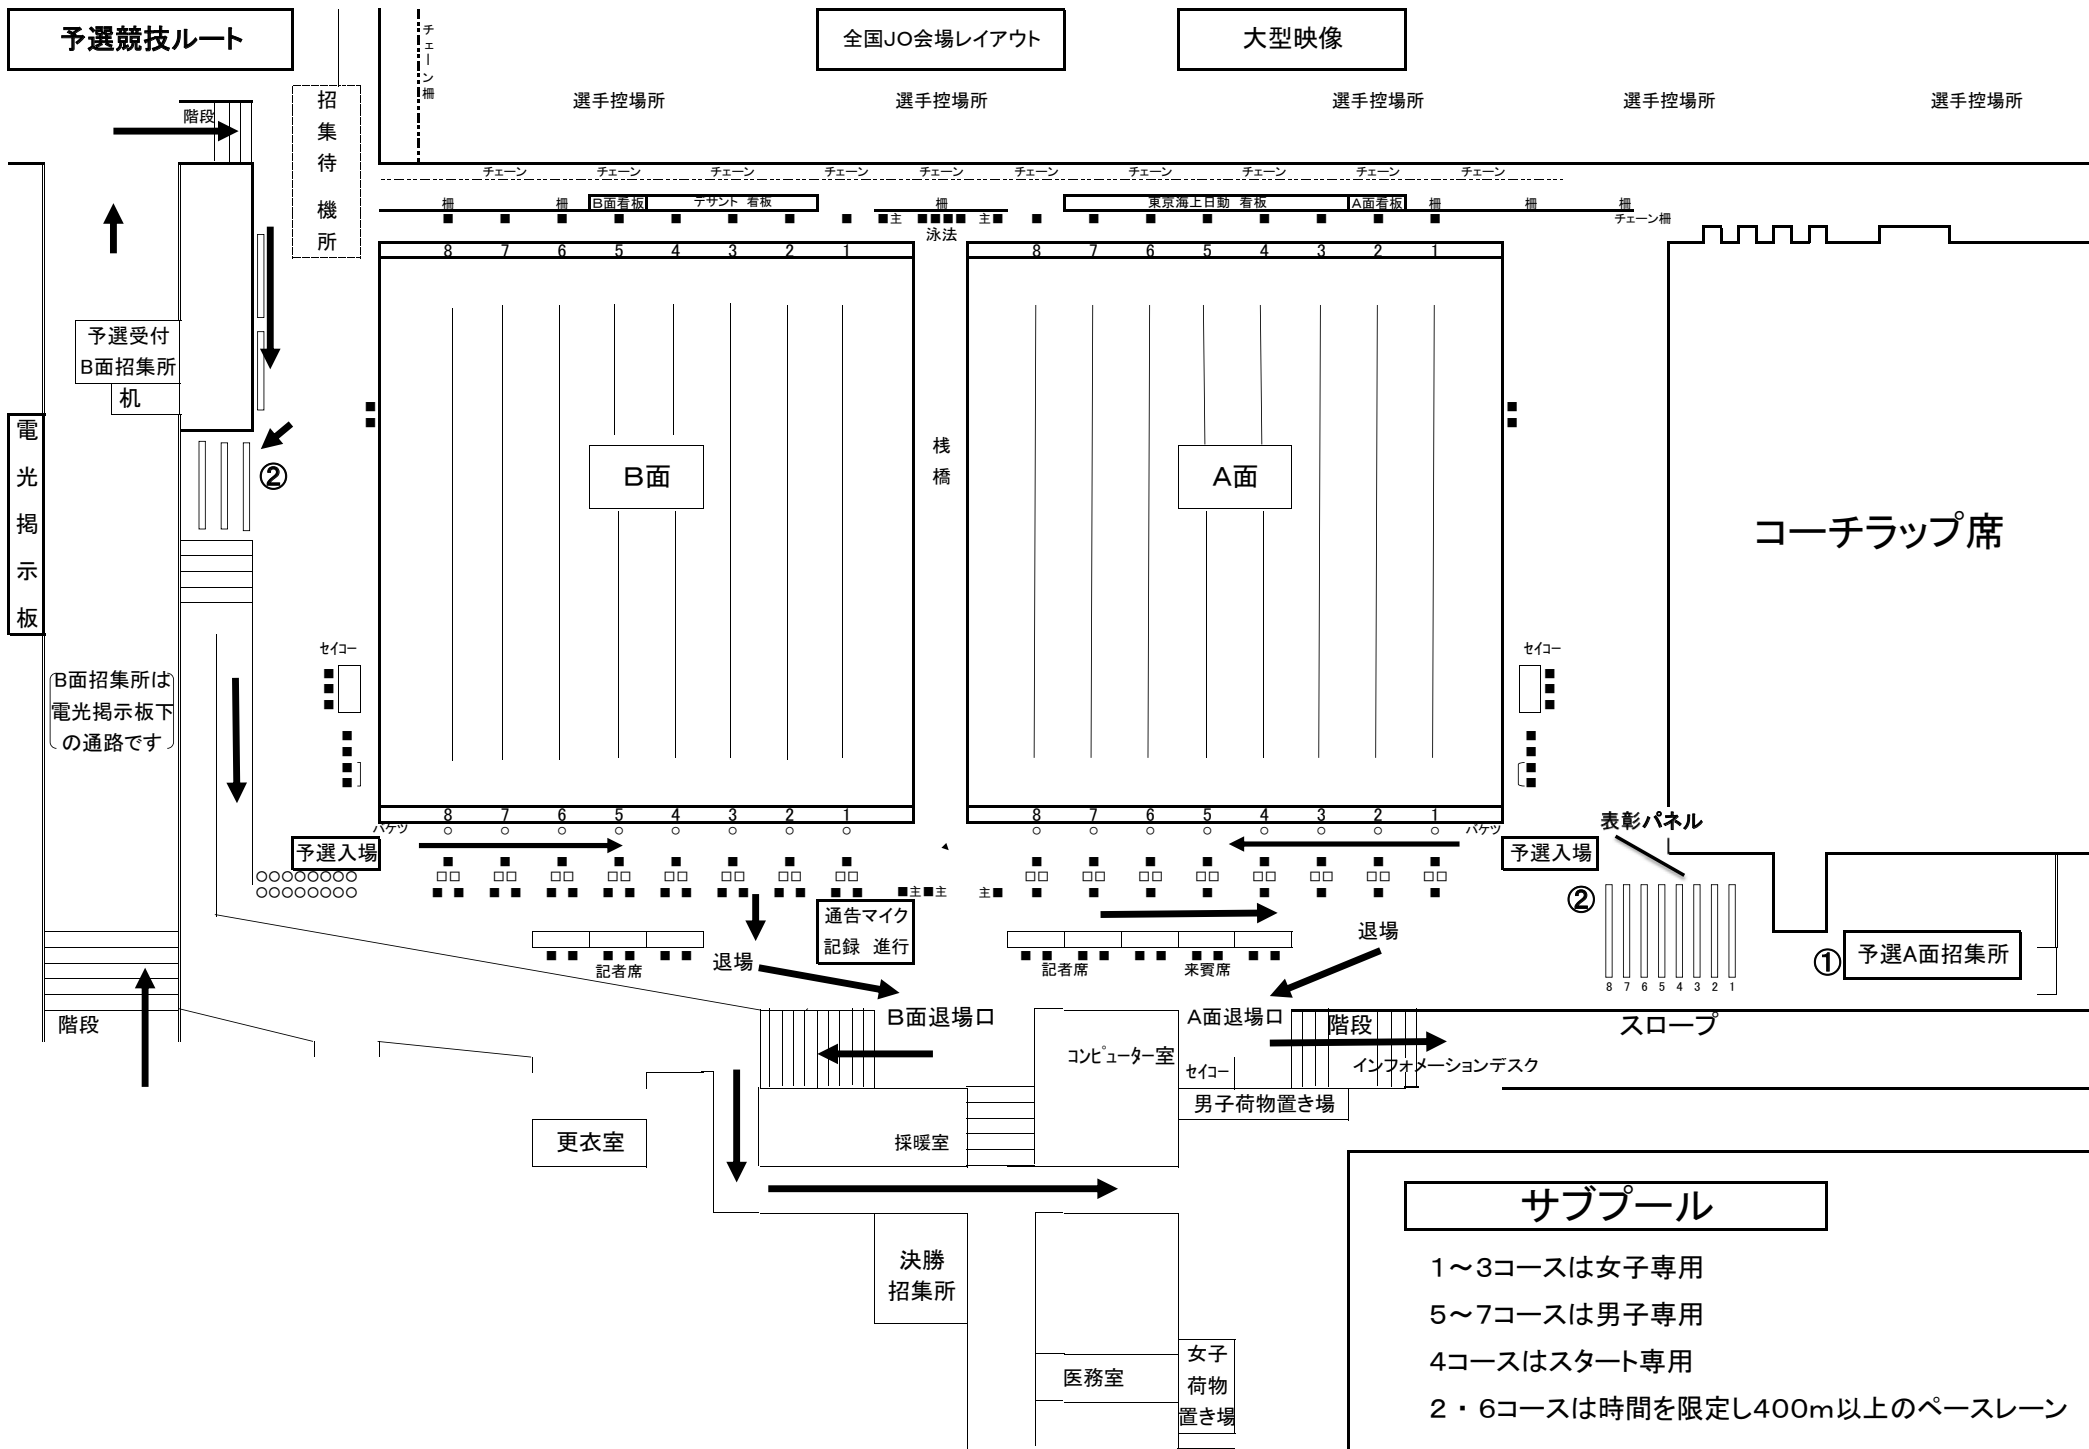 予選競技ルート
全国JO会場レイアウト
大型映像
チェーン柵
招集待機所
階段
選手控場所
選手控場所
選手控場所
選手控場所
選手控場所
チェーン
チェーン
チェーン
チェーン
チェーン
チェーン
チェーン
チェーン
チェーン
チェーン
柵
柵
B面看板
デサント 看板
柵
東京海上日動 看板
A面看板
柵
柵
柵
チェーン柵
主
主
泳法
8 7 6 5 4 3 2 1
8 7 6 5 4 3 2 1
予選受付
B面招集所
机
電光掲示板
②
B面
桟橋
A面
コーチラップ席
B面招集所は
電光掲示板下
の通路です
セイコー
セイコー
8 7 6 5 4 3 2 1
8 7 6 5 4 3 2 1
バケツ
バケツ
予選入場
予選入場
表彰パネル
主
主
主
②
8 7 6 5 4 3 2 1
①
予選A面招集所
通告マイク
記録 進行
退場
退場
記者席
記者席
来賓席
B面退場口
A面退場口
階段
階段
スロープ
コンピューター室
セイコー
インフォメーションデスク
男子荷物置き場
更衣室
採暖室
決勝
招集所
医務室
女子
荷物
置き場
サブプール
1～3コースは女子専用
5～7コースは男子専用
4コースはスタート専用
2・6コースは時間を限定し400m以上のペースレーン